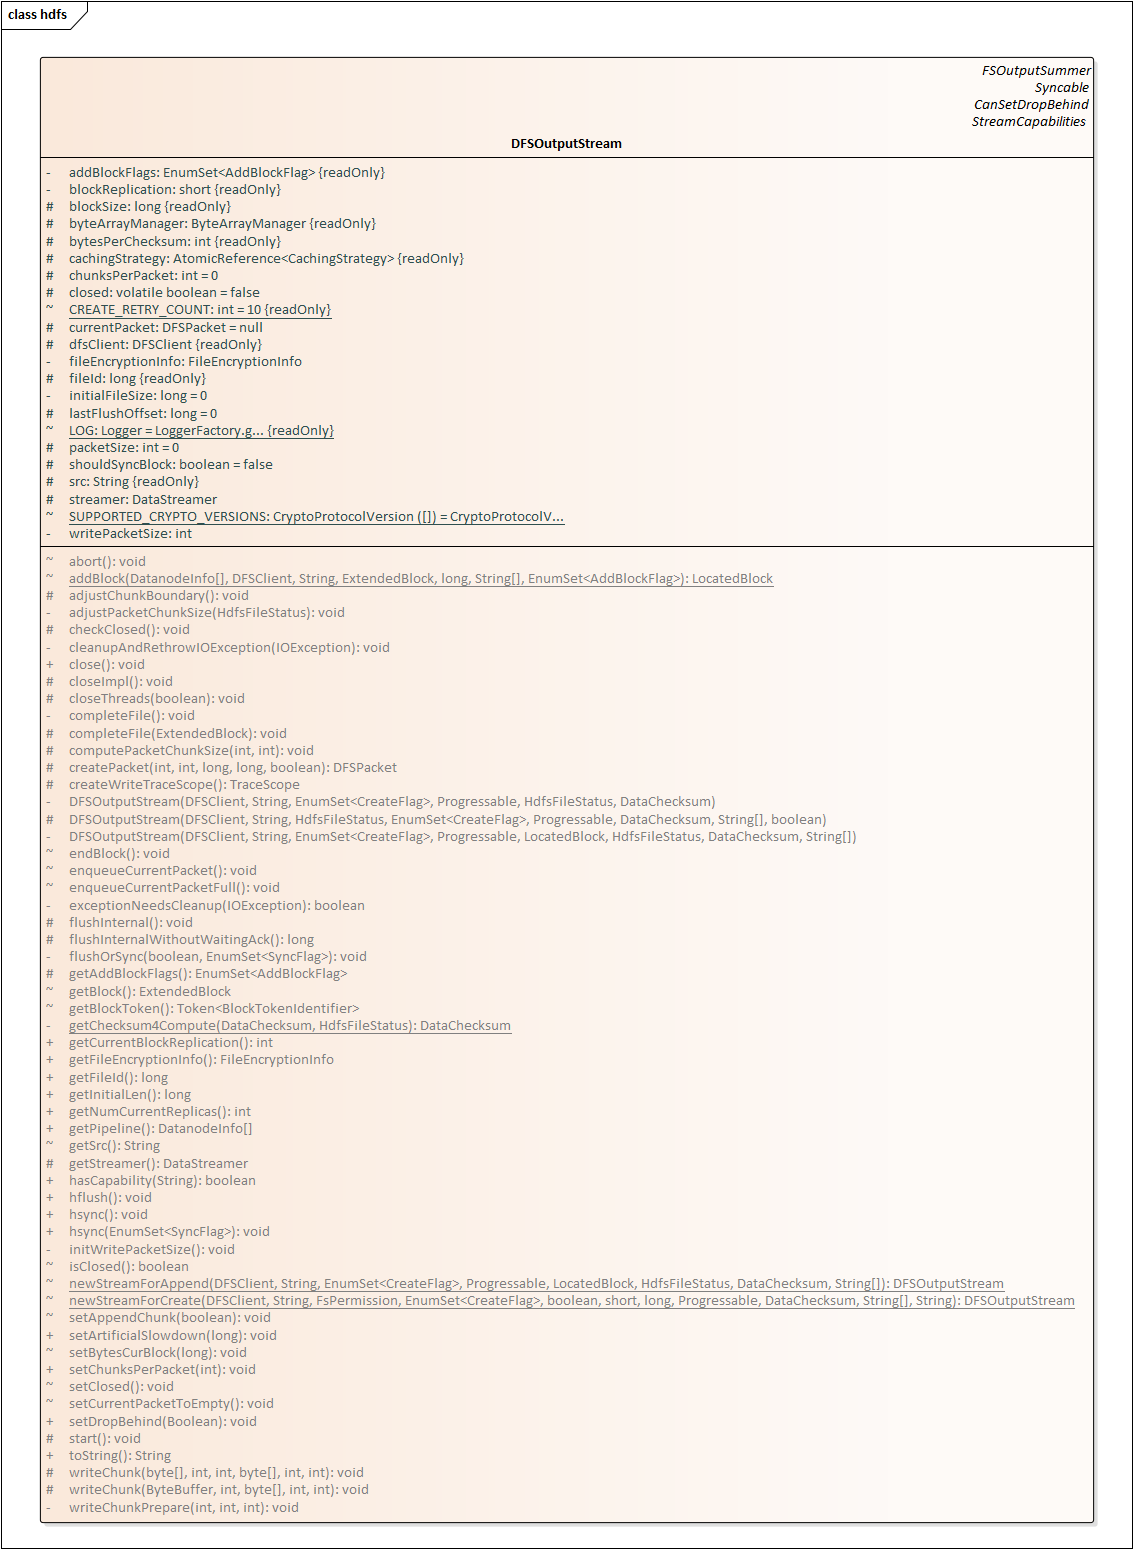 class hdfs
FSOutputSummer
Syncable
CanSetDropBehind
StreamCapabilities
DFSOutputStream
- addBlockFlags: EnumSet<AddBlockFlag> {readOnly}
- blockReplication: short {readOnly}
# blockSize: long {readOnly}
# byteArrayManager: ByteArrayManager {readOnly}
# bytesPerChecksum: int {readOnly}
# cachingStrategy: AtomicReference<CachingStrategy> {readOnly}
# chunksPerPacket: int = 0
# closed: volatile boolean = false
~ CREATE_RETRY_COUNT: int = 10 {readOnly}
# currentPacket: DFSPacket = null
# dfsClient: DFSClient {readOnly}
- fileEncryptionInfo: FileEncryptionInfo
# fileId: long {readOnly}
- initialFileSize: long = 0
# lastFlushOffset: long = 0
~ LOG: Logger = LoggerFactory.g... {readOnly}
# packetSize: int = 0
# shouldSyncBlock: boolean = false
# src: String {readOnly}
# streamer: DataStreamer
~ SUPPORTED_CRYPTO_VERSIONS: CryptoProtocolVersion ([]) = CryptoProtocolV...
- writePacketSize: int
~ abort(): void
~ addBlock(DatanodeInfo[], DFSClient, String, ExtendedBlock, long, String[], EnumSet<AddBlockFlag>): LocatedBlock
# adjustChunkBoundary(): void
- adjustPacketChunkSize(HdfsFileStatus): void
# checkClosed(): void
- cleanupAndRethrowIOException(IOException): void
+ close(): void
# closeImpl(): void
# closeThreads(boolean): void
- completeFile(): void
# completeFile(ExtendedBlock): void
# computePacketChunkSize(int, int): void
# createPacket(int, int, long, long, boolean): DFSPacket
# createWriteTraceScope(): TraceScope
- DFSOutputStream(DFSClient, String, EnumSet<CreateFlag>, Progressable, HdfsFileStatus, DataChecksum)
# DFSOutputStream(DFSClient, String, HdfsFileStatus, EnumSet<CreateFlag>, Progressable, DataChecksum, String[], boolean)
- DFSOutputStream(DFSClient, String, EnumSet<CreateFlag>, Progressable, LocatedBlock, HdfsFileStatus, DataChecksum, String[])
~ endBlock(): void
~ enqueueCurrentPacket(): void
~ enqueueCurrentPacketFull(): void
- exceptionNeedsCleanup(IOException): boolean
# flushInternal(): void
# flushInternalWithoutWaitingAck(): long
- flushOrSync(boolean, EnumSet<SyncFlag>): void
# getAddBlockFlags(): EnumSet<AddBlockFlag>
~ getBlock(): ExtendedBlock
~ getBlockToken(): Token<BlockTokenIdentifier>
- getChecksum4Compute(DataChecksum, HdfsFileStatus): DataChecksum
+ getCurrentBlockReplication(): int
+ getFileEncryptionInfo(): FileEncryptionInfo
+ getFileId(): long
+ getInitialLen(): long
+ getNumCurrentReplicas(): int
+ getPipeline(): DatanodeInfo[]
~ getSrc(): String
# getStreamer(): DataStreamer
+ hasCapability(String): boolean
+ hflush(): void
+ hsync(): void
+ hsync(EnumSet<SyncFlag>): void
- initWritePacketSize(): void
~ isClosed(): boolean
~ newStreamForAppend(DFSClient, String, EnumSet<CreateFlag>, Progressable, LocatedBlock, HdfsFileStatus, DataChecksum, String[]): DFSOutputStream
~ newStreamForCreate(DFSClient, String, FsPermission, EnumSet<CreateFlag>, boolean, short, long, Progressable, DataChecksum, String[], String): DFSOutputStream
~ setAppendChunk(boolean): void
+ setArtificialSlowdown(long): void
~ setBytesCurBlock(long): void
+ setChunksPerPacket(int): void
~ setClosed(): void
~ setCurrentPacketToEmpty(): void
+ setDropBehind(Boolean): void
# start(): void
+ toString(): String
# writeChunk(byte[], int, int, byte[], int, int): void
# writeChunk(ByteBuffer, int, byte[], int, int): void
- writeChunkPrepare(int, int, int): void